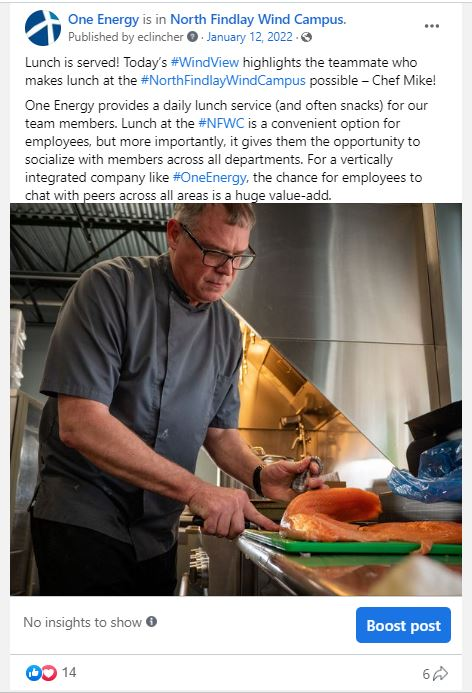 One Energy is in North Findlay Wind Campus.
Published by eclincher · January 12, 2022 ·
Lunch is served! Today's #WindView highlights the teammate who
makes lunch at the #NorthFindlayWindCampus possible – Chef Mike!
One Energy provides a daily lunch service (and often snacks) for our
team members. Lunch at the #NFWC is a convenient option for
employees, but more importantly, it gives them the opportunity to
socialize with members across all departments. For a vertically
integrated company like #OneEnergy, the chance for employees to
chat with peers across all areas is a huge value-add.
No insights to show
Boost post
14
6